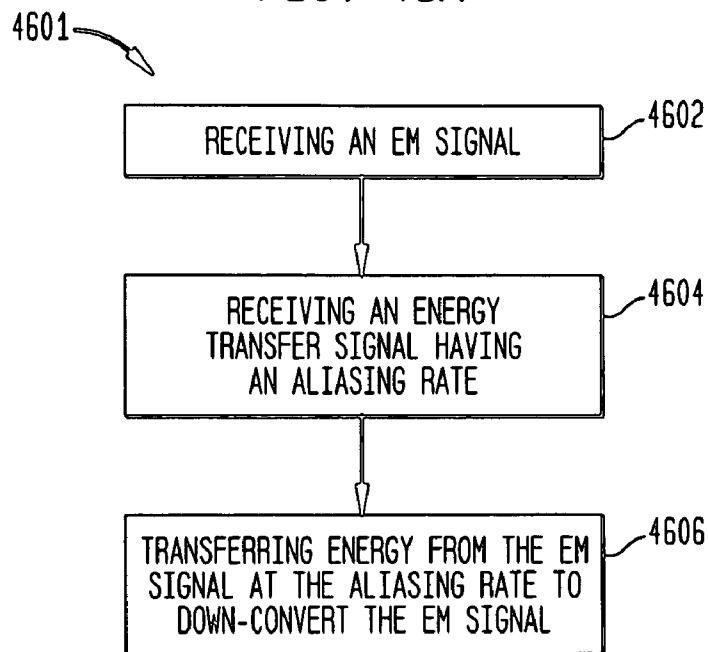 4601
RECEIVING AN EM SIGNAL
4602
RECEIVING AN ENERGY
TRANSFER SIGNAL HAVING
AN ALIASING RATE
4604
TRANSFERRING ENERGY FROM THE EM
SIGNAL AT THE ALIASING RATE TO
DOWN-CONVERT THE EM SIGNAL
4606